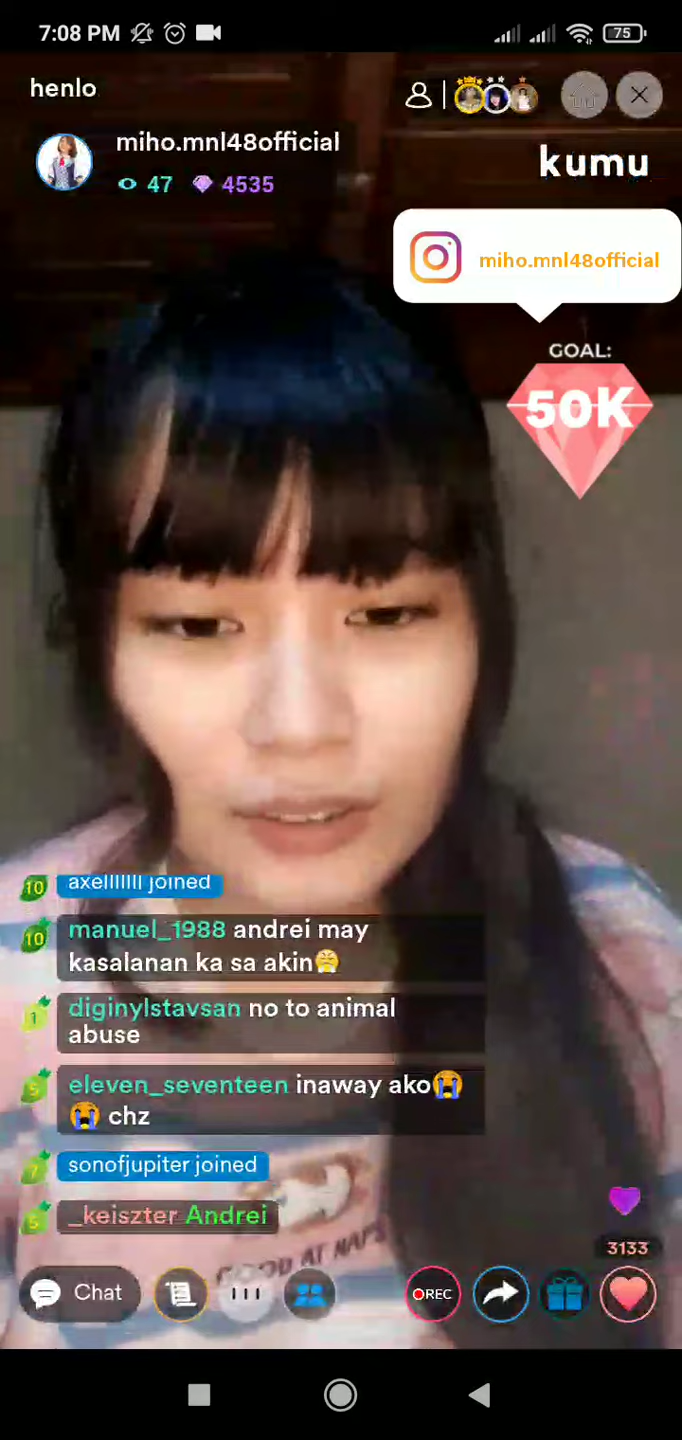 7:08 PM
75
henlo
miho.mnl48official
47 4535
kumu
miho.mnl48official
GOAL:
50K
10 axelllllll joined
10 manuel_1988 andrei may
kasalanan ka sa akin😤
1 diginylstavsan no to animal
abuse
5 eleven_seventeen inaway ako😭
😭 chz
7 sonofjupiter joined
5 _keiszter Andrei
GOOD AT NAPS
3133
Chat
REC